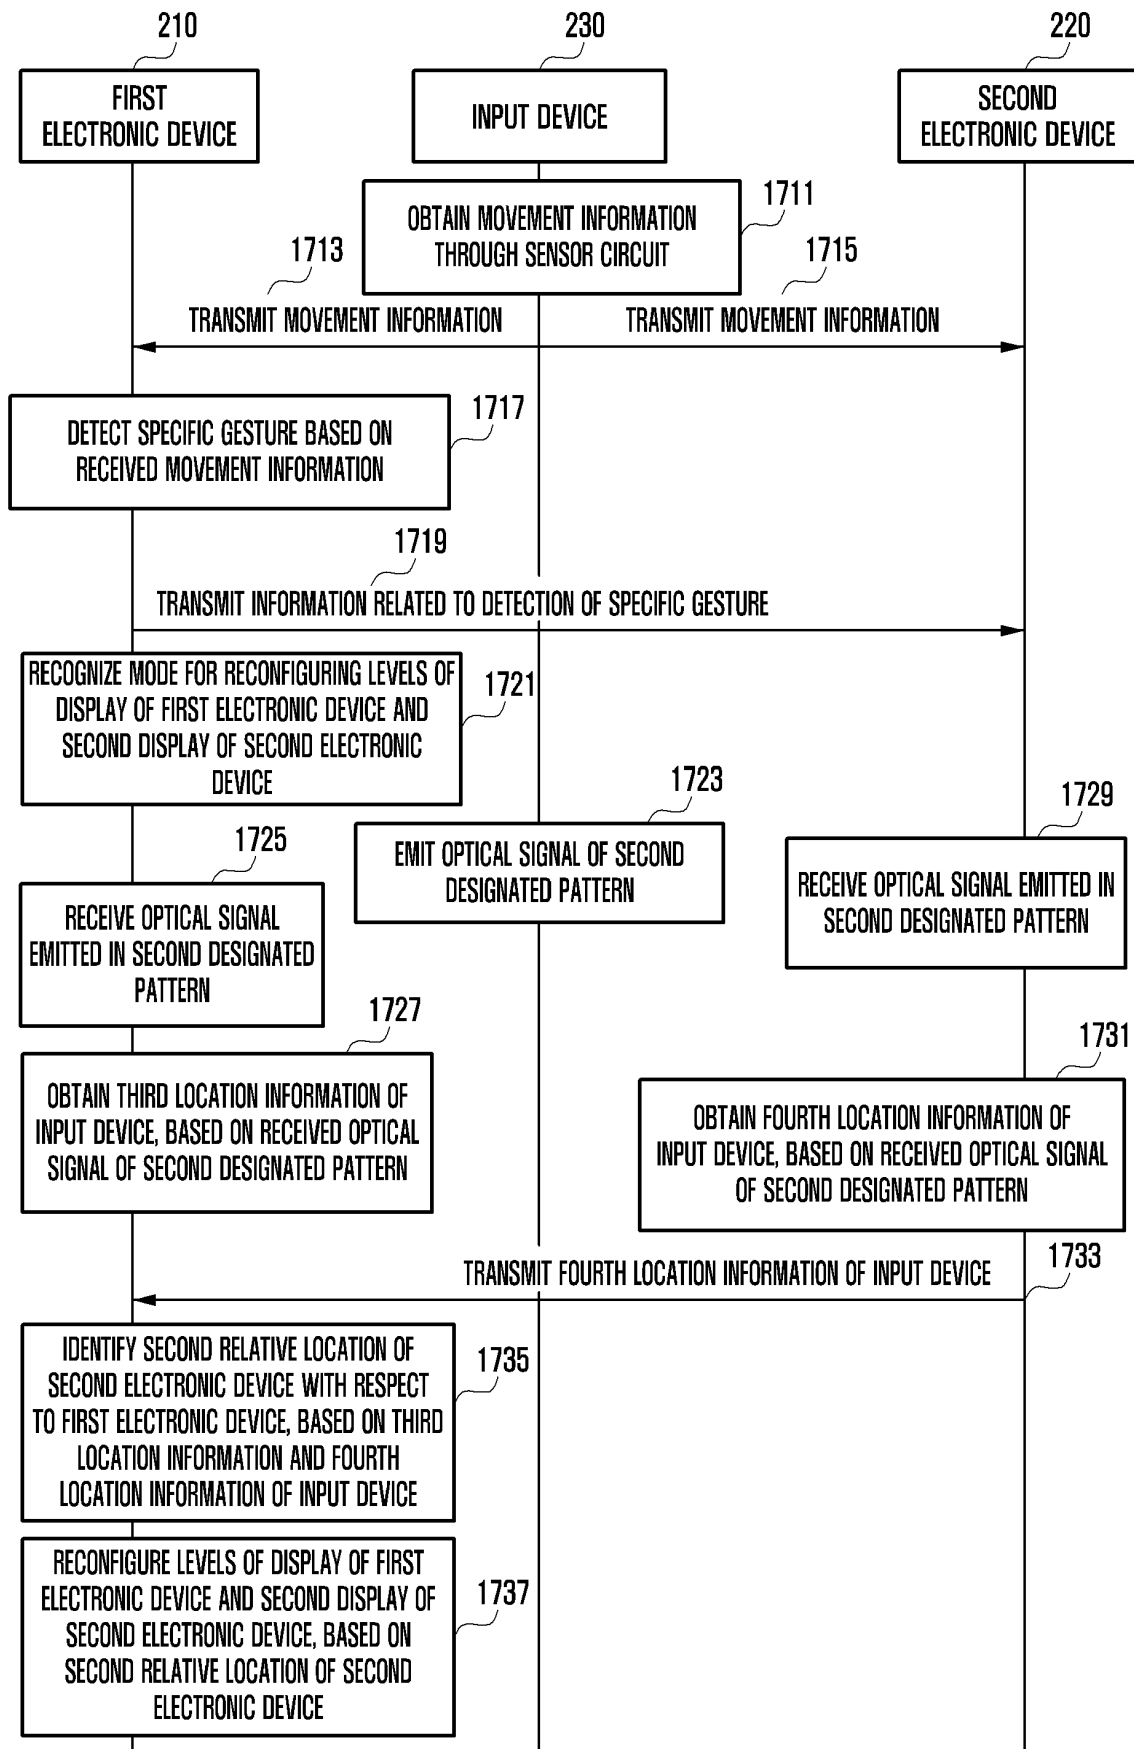 210
230
220
FIRST
ELECTRONIC DEVICE
INPUT DEVICE
SECOND
ELECTRONIC DEVICE
1711
OBTAIN MOVEMENT INFORMATION
THROUGH SENSOR CIRCUIT
1713
1715
TRANSMIT MOVEMENT INFORMATION
TRANSMIT MOVEMENT INFORMATION
1717
DETECT SPECIFIC GESTURE BASED ON
RECEIVED MOVEMENT INFORMATION
1719
TRANSMIT INFORMATION RELATED TO DETECTION OF SPECIFIC GESTURE
RECOGNIZE MODE FOR RECONFIGURING LEVELS OF
DISPLAY OF FIRST ELECTRONIC DEVICE AND
SECOND DISPLAY OF SECOND ELECTRONIC
DEVICE
1721
1723
EMIT OPTICAL SIGNAL OF SECOND
DESIGNATED PATTERN
1729
RECEIVE OPTICAL SIGNAL EMITTED IN
SECOND DESIGNATED PATTERN
1725
RECEIVE OPTICAL SIGNAL
EMITTED IN SECOND DESIGNATED
PATTERN
1727
OBTAIN THIRD LOCATION INFORMATION OF
INPUT DEVICE, BASED ON RECEIVED OPTICAL
SIGNAL OF SECOND DESIGNATED PATTERN
1731
OBTAIN FOURTH LOCATION INFORMATION OF
INPUT DEVICE, BASED ON RECEIVED OPTICAL SIGNAL
OF SECOND DESIGNATED PATTERN
1733
TRANSMIT FOURTH LOCATION INFORMATION OF INPUT DEVICE
IDENTIFY SECOND RELATIVE LOCATION OF
SECOND ELECTRONIC DEVICE WITH RESPECT
TO FIRST ELECTRONIC DEVICE, BASED ON THIRD
LOCATION INFORMATION AND FOURTH
LOCATION INFORMATION OF INPUT DEVICE
1735
RECONFIGURE LEVELS OF DISPLAY OF FIRST
ELECTRONIC DEVICE AND SECOND DISPLAY OF
SECOND ELECTRONIC DEVICE, BASED ON
SECOND RELATIVE LOCATION OF SECOND
ELECTRONIC DEVICE
1737